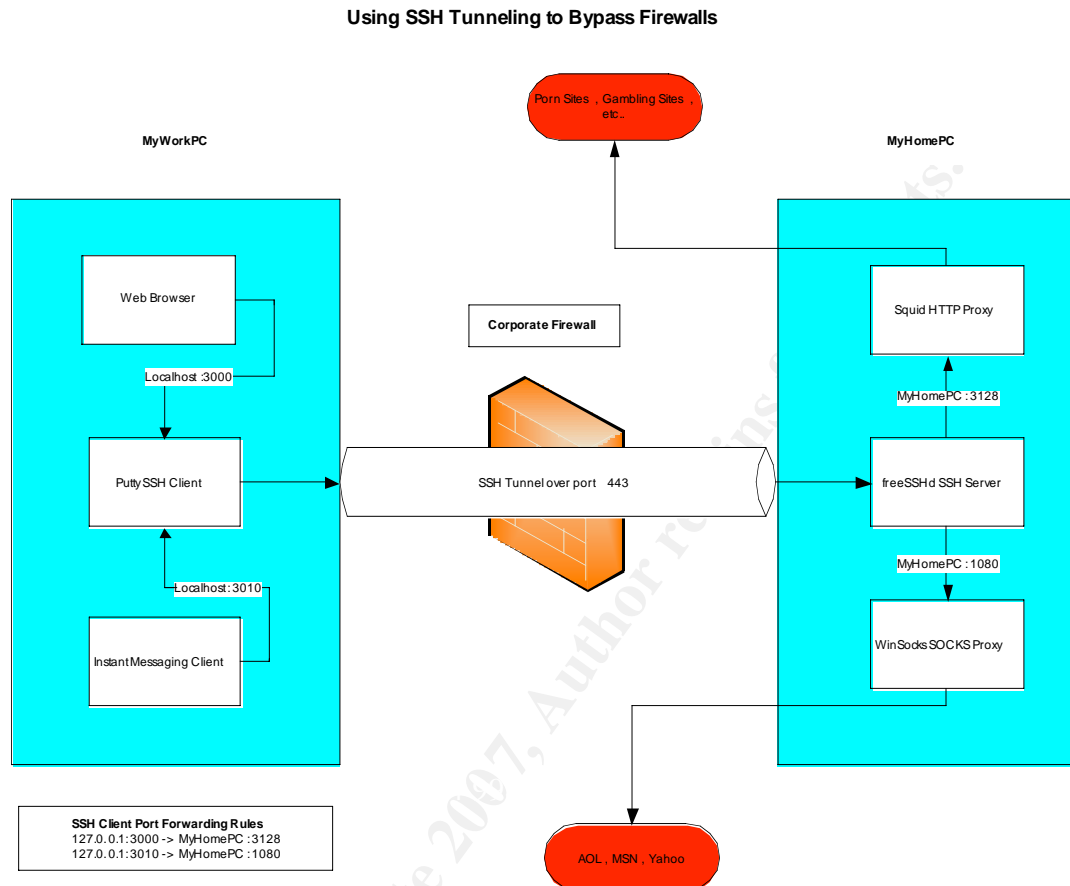 Using SSH Tunneling to Bypass Firewalls
Porn Sites , Gambling Sites ,
etc..
MyWorkPC
MyHomePC
Web Browser
Squid HTTP Proxy
Corporate Firewall
Localhost :3000
MyHomePC : 3128
Putty SSH Client
SSH Tunnel over port 443
freeSSHd SSH Server
MyHomePC : 1080
Localhost : 3010
Instant Messaging Client
WinSocks SOCKS Proxy
SSH Client Port Forwarding Rules
127.0.0.1:3000 -> MyHomePC :3128
127.0.0.1:3010 -> MyHomePC :1080
AOL , MSN , Yahoo
2007, Author